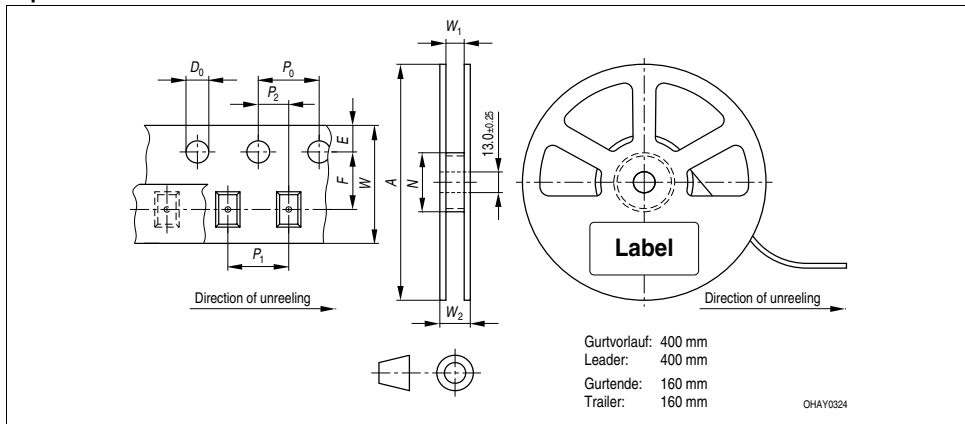 W1
D0
P0
P2
E
F
W
A
N
13.0±0.25
P1
Label
Direction of unreeling
W2
Direction of unreeling
Gurtvorlauf: 400 mm
Leader: 400 mm
Gurtende: 160 mm
Trailer: 160 mm
OHAY0324